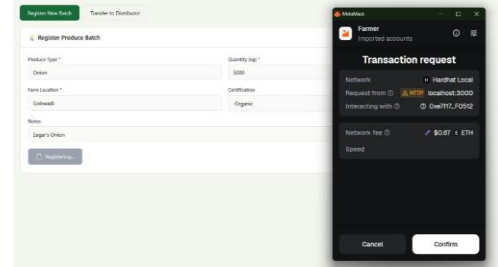 Register New Batch
Transfer to Distributor
Register Produce Batch
Produce Type *
Quantity (kg) *
Onion
5000
Farm Location *
Certification
Organic
Notes
Sagar's Onion
Registering...
MetaMask
Farmer
Imported accounts
Transaction request
Network
H Hardhat Local
Request from
HTTP localhost:3000
Interacting with
Network fee
$0.67
ETH
Speed
Cancel
Confirm